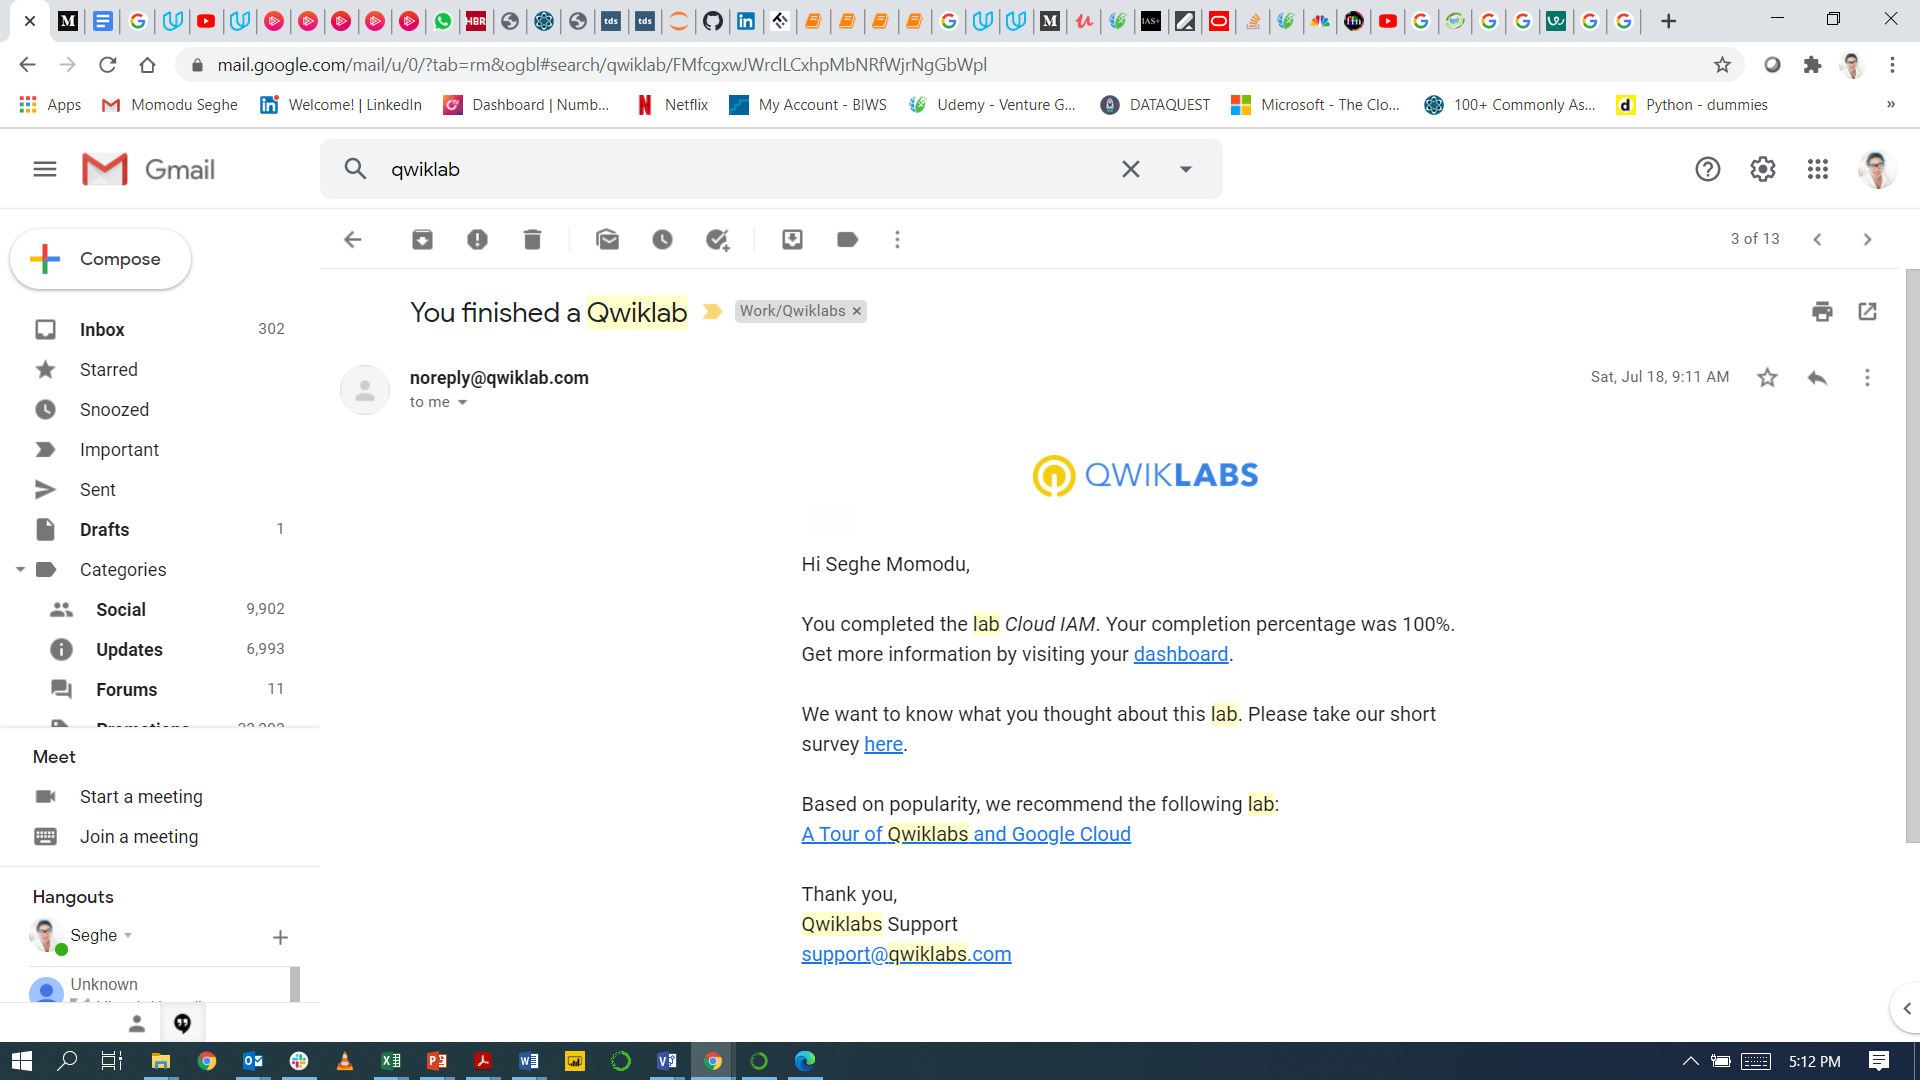 M
HBR
tds
tds
M
IAS+
ffn
mail.google.com/mail/u/0/?tab=rm&ogbl#search/qwiklab/FMfcgxwJWrclLCxhpMbNRfWjrNgGbWpl
Apps
Momodu Seghe
Welcome! | LinkedIn
Dashboard | Numb...
Netflix
My Account - BIWS
Udemy - Venture G...
DATAQUEST
Microsoft - The Clo...
100+ Commonly As...
Python - dummies
»
Gmail
qwiklab
Compose
3 of 13
You finished a Qwiklab
Work/Qwiklabs ×
Inbox 302
Starred
Snoozed
Important
Sent
Drafts 1
Categories
Social 9,902
Updates 6,993
Forums 11
noreply@qwiklab.com
to me
Sat, Jul 18, 9:11 AM
QWIKLABS
Hi Seghe Momodu,
You completed the lab Cloud IAM. Your completion percentage was 100%.
Get more information by visiting your dashboard.
We want to know what you thought about this lab. Please take our short
survey here.
Based on popularity, we recommend the following lab:
A Tour of Qwiklabs and Google Cloud
Thank you,
Qwiklabs Support
support@qwiklabs.com
Meet
Start a meeting
Join a meeting
Hangouts
Seghe
Unknown
5:12 PM